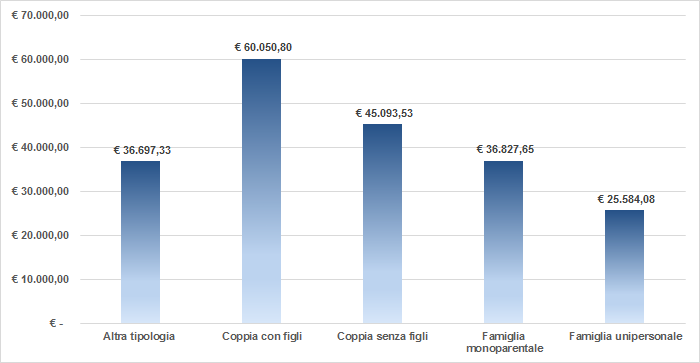 € 70.000,00
€ 60.000,00
€ 50.000,00
€ 40.000,00
€ 30.000,00
€ 20.000,00
€ 10.000,00
€ -
€ 36.697,33
€ 60.050,80
€ 45.093,53
€ 36.827,65
€ 25.584,08
Altra tipologia
Coppia con figli
Coppia senza figli
Famiglia
monoparentale
Famiglia unipersonale